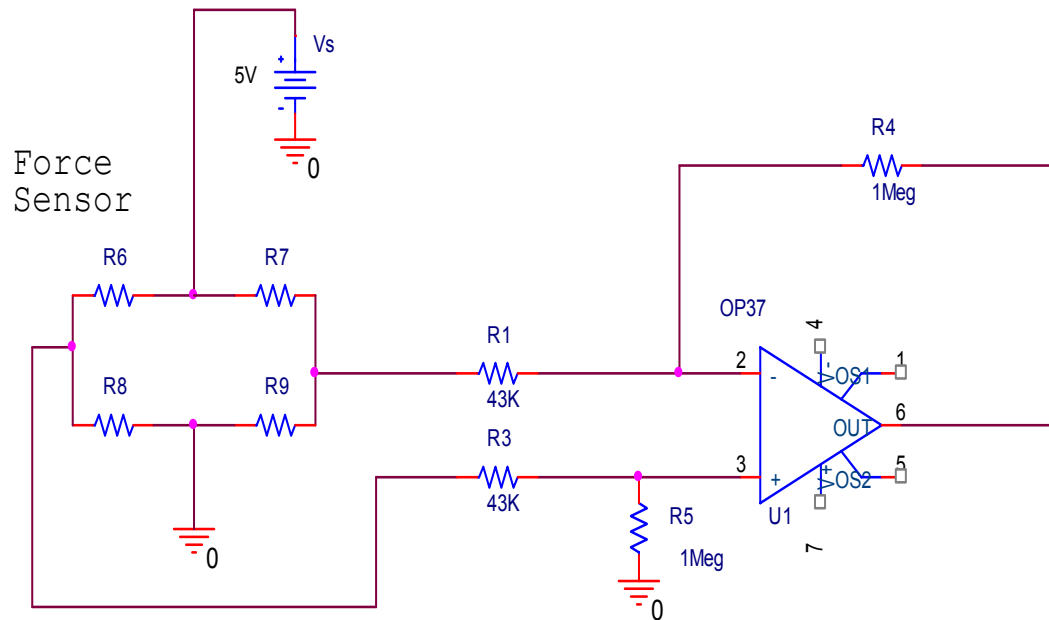 Vs
5V
0
Force
Sensor
R4
1Meg
R6
R7
OP37
R1
43K
4
V-
OS1
1
2
-
R8
R9
OUT
6
R3
43K
3
+
V+
OS2
5
U1
R5
1Meg
7
0
0
+
-